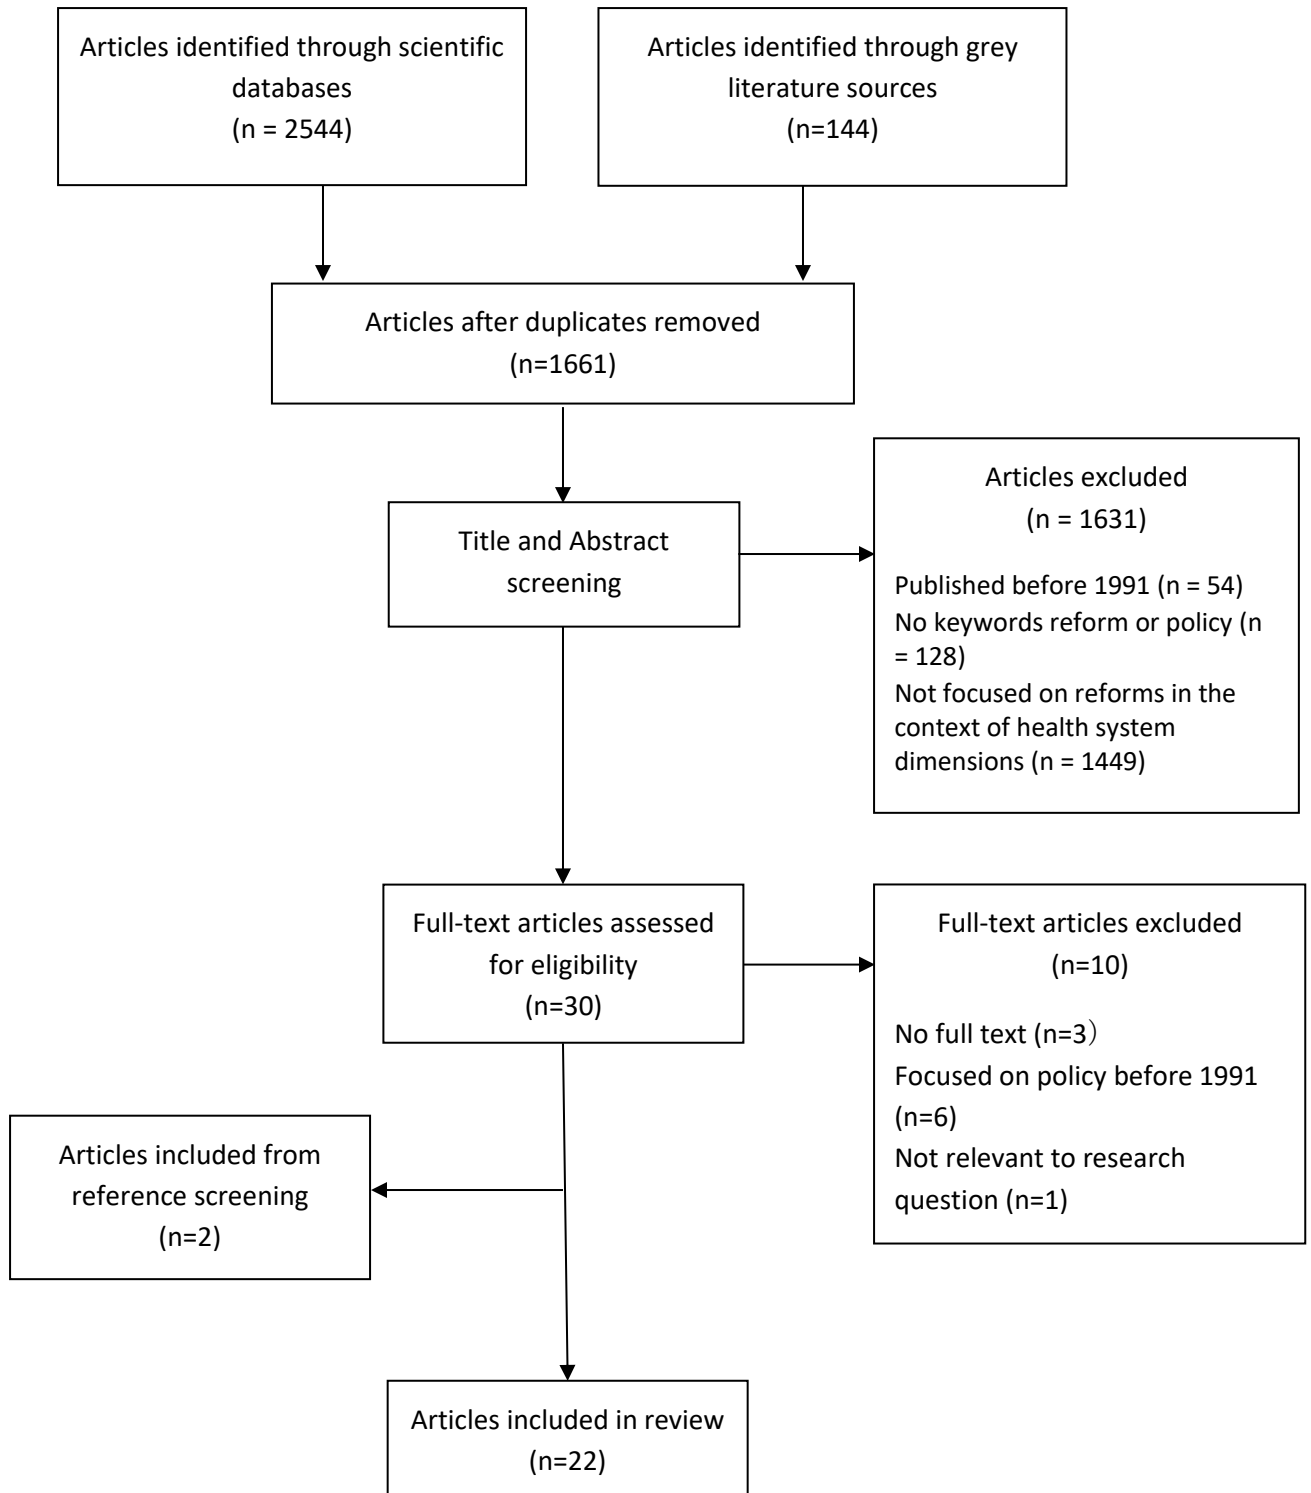 Articles identified through scientific
databases
(n = 2544)
Articles identified through grey
literature sources
(n=144)
Articles after duplicates removed
(n=1661)
Title and Abstract
screening
Articles excluded
(n = 1631)
Published before 1991 (n = 54)
No keywords reform or policy (n
= 128)
Not focused on reforms in the
context of health system
dimensions (n = 1449)
Full-text articles assessed
for eligibility
(n=30)
Full-text articles excluded
(n=10)
No full text (n=3）
Focused on policy before 1991
(n=6)
Not relevant to research
question (n=1)
Articles included from
reference screening
(n=2)
Articles included in review
(n=22)